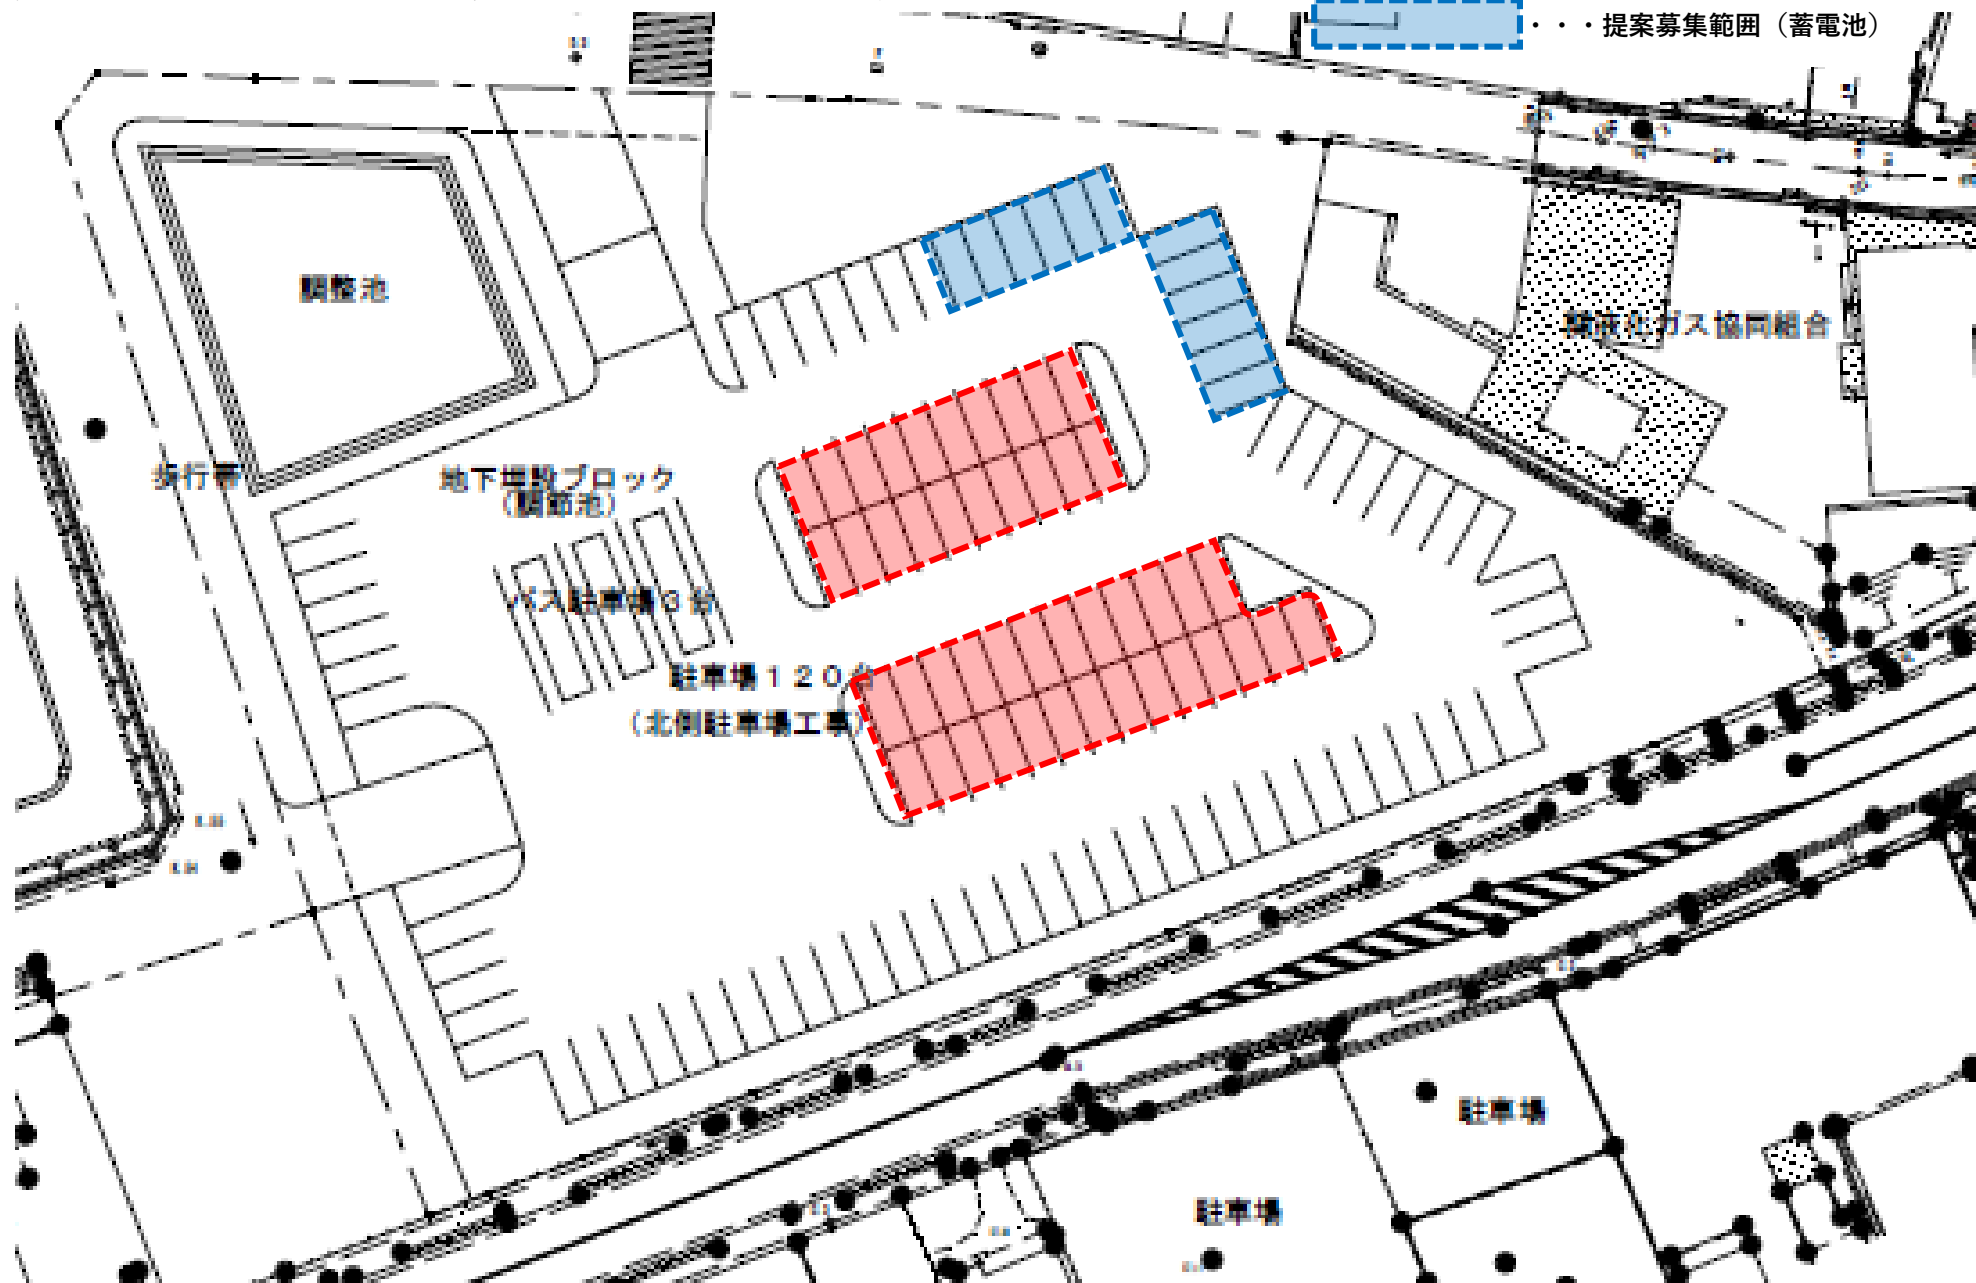 ・・・提案募集範囲（蓄電池）
調整池
ガス協同組合
歩行帯
地下埋設ブロック
（調節池）
バス駐車場３台
駐車場１２０台
（北側駐車場工事）
駐車場
駐車場